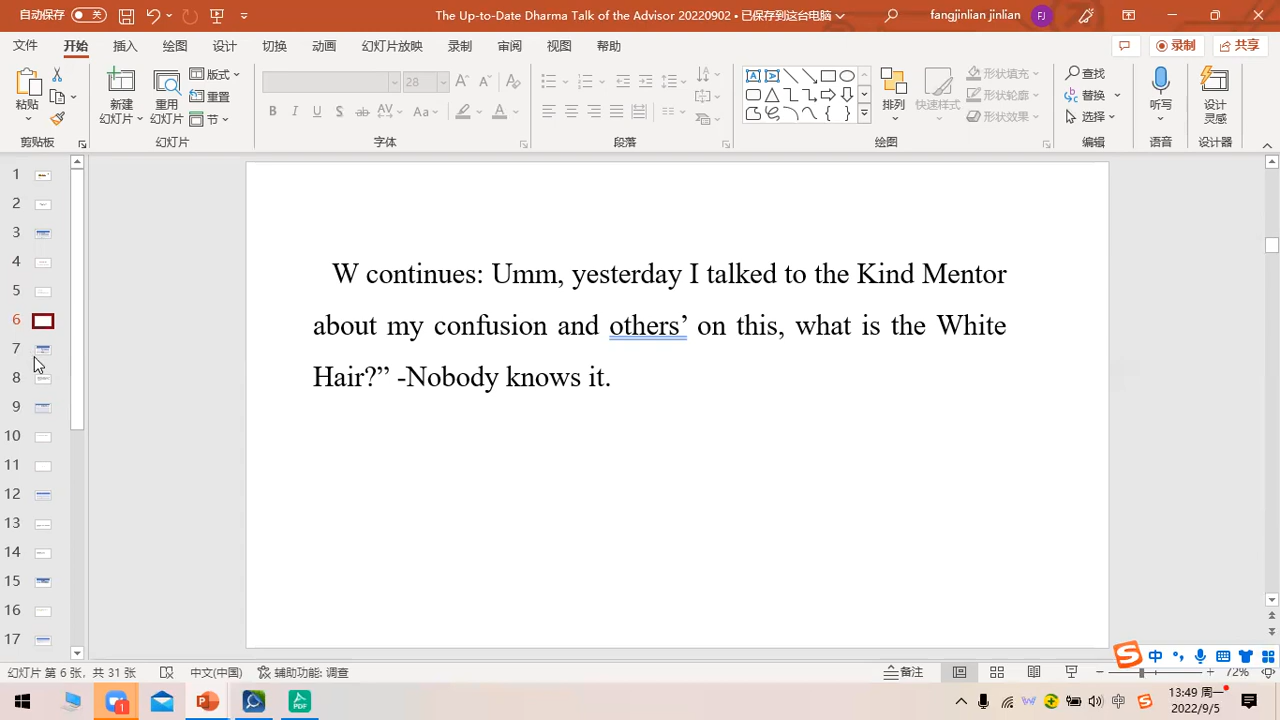 自动保存 关 The Up-to-Date Dharma Talk of the Advisor 20220902 • 已保存到这台电脑 fangjinlian jinlian FJ
文件 开始 插入 绘图 设计 切换 动画 幻灯片放映 录制 审阅 视图 帮助 录制 共享
粘贴 新建 幻灯片 重用 幻灯片 版式 重置 节 28 排列 快速样式 形状填充 形状轮廓 形状效果 查找 替换 选择 听写 设计 灵感
剪贴板 幻灯片 字体 段落 绘图 编辑 语音 设计器
1
2
3
4
5
6
7
8
9
10
11
12
13
14
15
16
17
W continues: Umm, yesterday I talked to the Kind Mentor
about my confusion and others’ on this, what is the White
Hair?” -Nobody knows it.
中
幻灯片 第 6 张, 共 31 张 中文(中国) 辅助功能: 调查 备注 72%
1 PDF 中 13:49 周一
2022/9/5